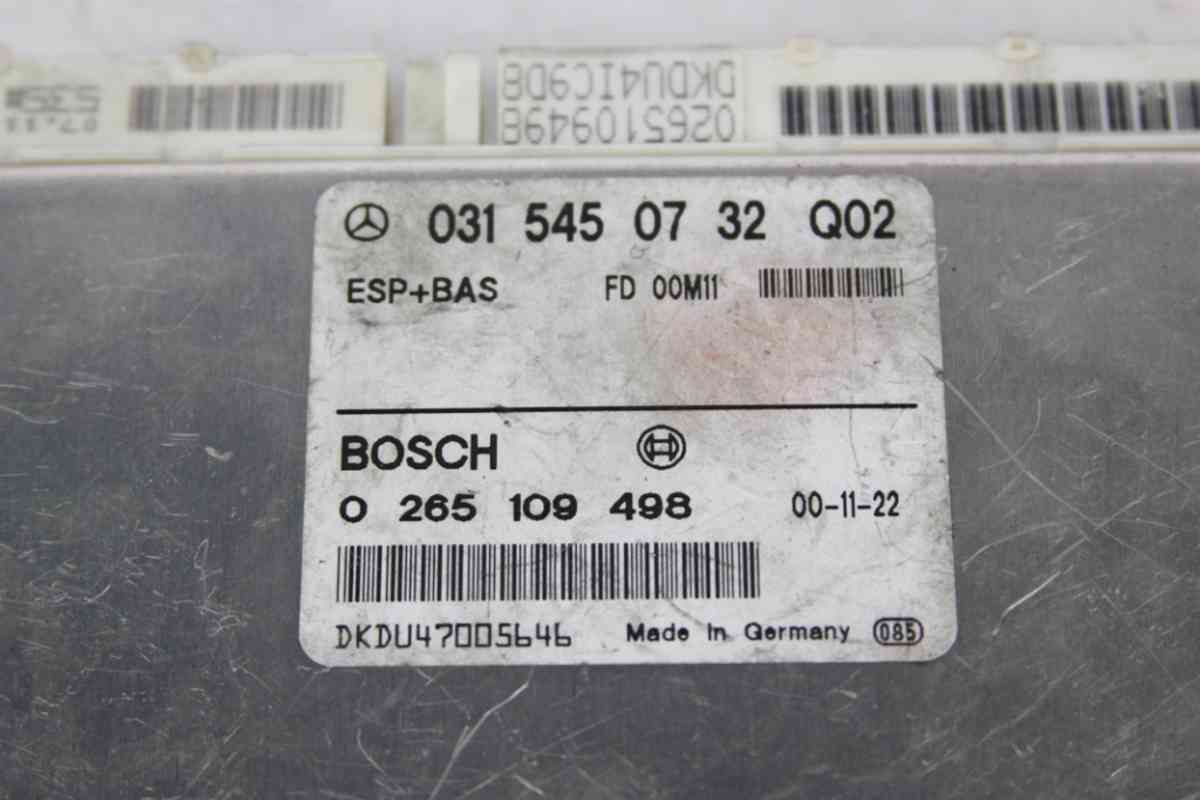 DKDU4IC9D8
0265109498
031 545 07 32 Q02
ESP+BAS FD 00M11
BOSCH
0 265 109 498 00-11-22
DKDU47005646 Made in Germany 085